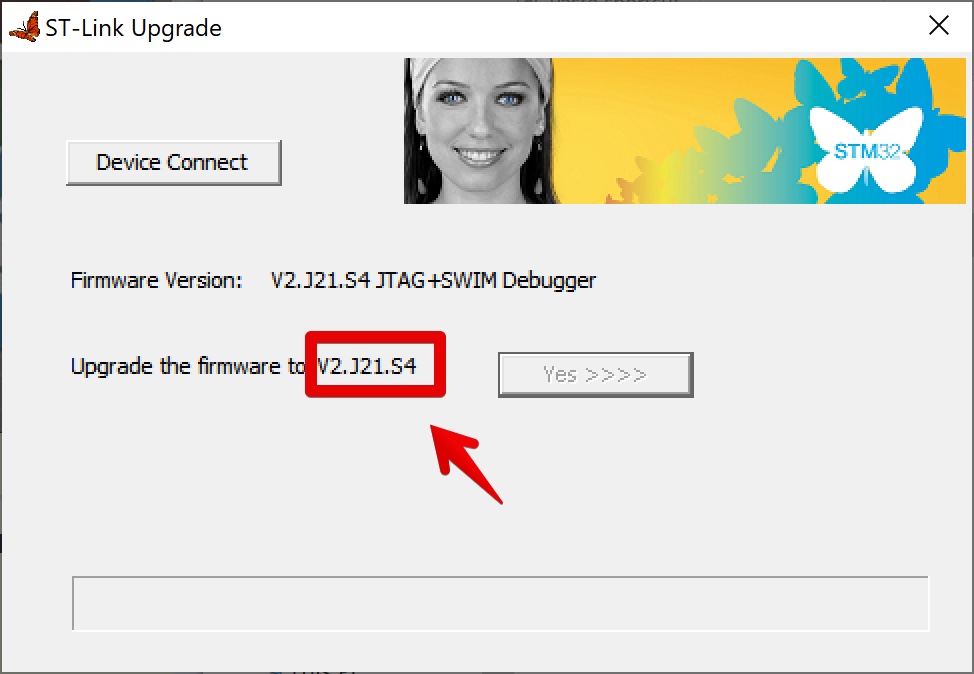 ST-Link Upgrade
Device Connect
STM32
Firmware Version: V2.J21.S4 JTAG+SWIM Debugger
Upgrade the firmware to V2.J21.S4
Yes >>>>